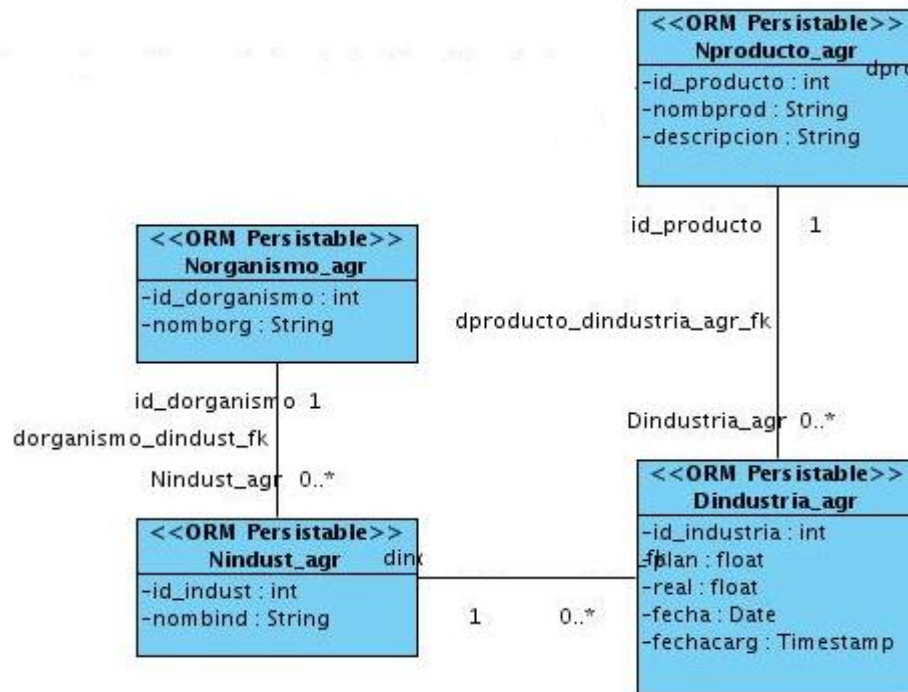 <<ORM Persistable>>
Nproducto_agr
-id_producto : int
-nombprod : String
-descripcion : String
id_producto 1
<<ORM Persistable>>
Norganismo_agr
-id_dorganismo : int
-nomborg : String
dproducto_dindustria_agr_fk
id_dorganismo 1
dorganismo_dindust_fk
Dindustria_agr 0..*
Nindust_agr 0..*
<<ORM Persistable>>
Nindust_agr
-id_indust : int
-nombind : String
1 0..*
<<ORM Persistable>>
Dindustria_agr
-id_industria : int
-plan : float
-real : float
-fecha : Date
-fechacarg : Timestamp